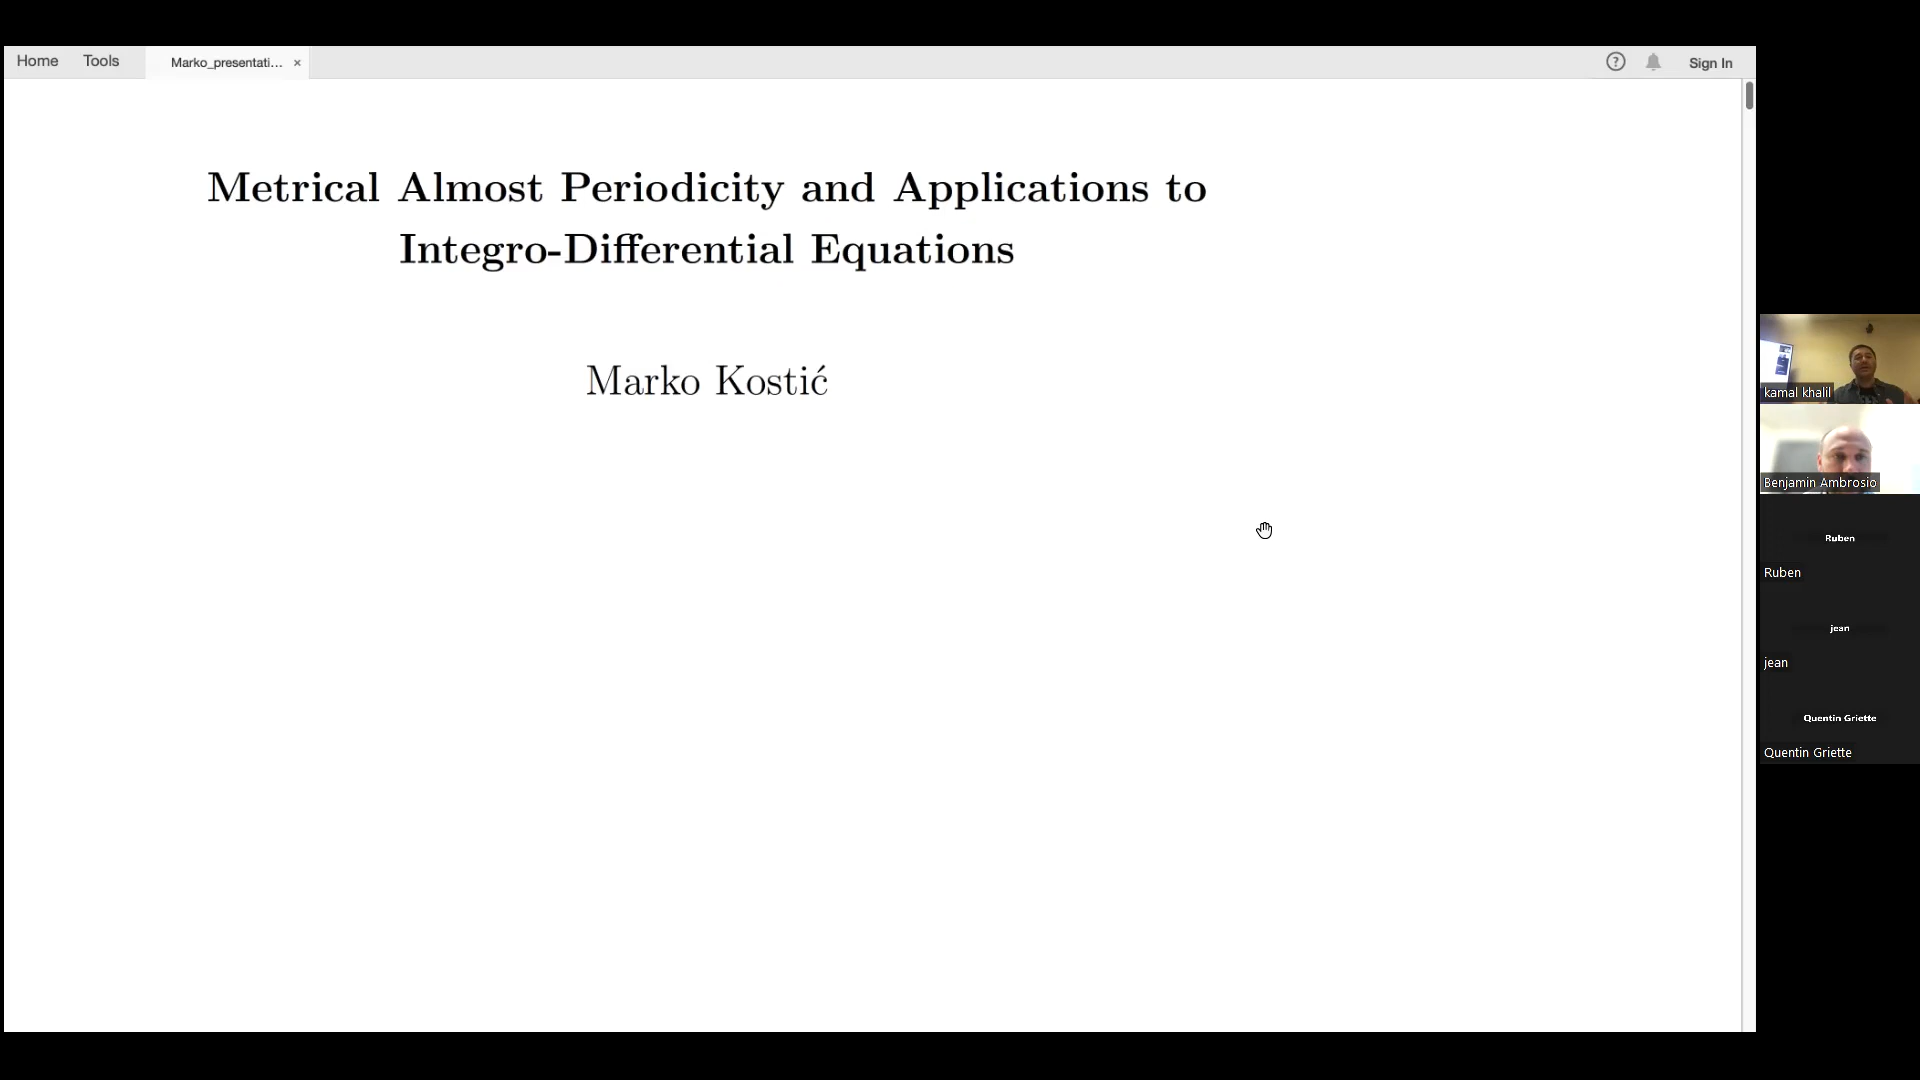 Home Tools Marko_presentati... × Sign In
Metrical Almost Periodicity and Applications to
Integro-Differential Equations
Marko Kostić
kamal khalil
Benjamin Ambrosio
Ruben
Ruben
jean
jean
Quentin Griette
Quentin Griette